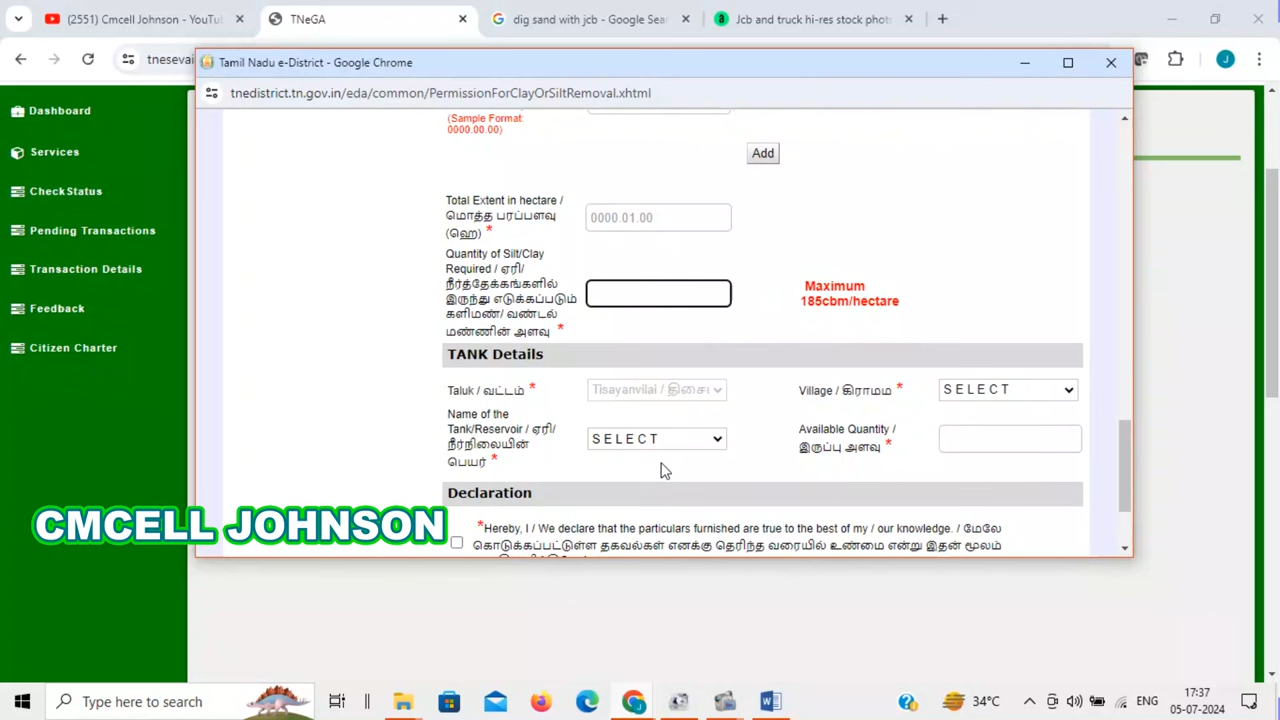 (2551) Cmcell Johnson - YouTu
TNeGA
dig sand with jcb - Google Sea
Jcb and truck hi-res stock phot
tnesevai
Tamil Nadu e-District - Google Chrome
tnedistrict.tn.gov.in/eda/common/PermissionForClayOrSiltRemoval.xhtml
J
Dashboard
Services
CheckStatus
Pending Transactions
Transaction Details
Feedback
Citizen Charter
(Sample Format
0000.00.00)
Add
Total Extent in hectare /
மொத்த பரப்பளவு
(ஹெ) *
0000.01.00
Quantity of Silt/Clay
Required / ஏரி/
நீர்த்தேக்கங்களில்
இருந்து எடுக்கப்படும்
களிமண்/ வண்டல்
மண்ணின் அளவு *
Maximum
185cbm/hectare
TANK Details
Taluk / வட்டம் *
Tisayanvilai / திசை
Village / கிராமம *
SELECT
Name of the
Tank/Reservoir / ஏரி/
நீர்நிலையின்
பெயர் *
SELECT
Available Quantity /
இருப்பு அளவு *
Declaration
*Hereby, I / We declare that the particulars furnished are true to the best of my / our knowledge. / மேலே
கொடுக்கப்பட்டுள்ள தகவல்கள் எனக்கு தெரிந்த வரையில் உண்மை என்று இதன் மூலம்
CMCELL JOHNSON
Type here to search
34°C
ENG
17:37
05-07-2024